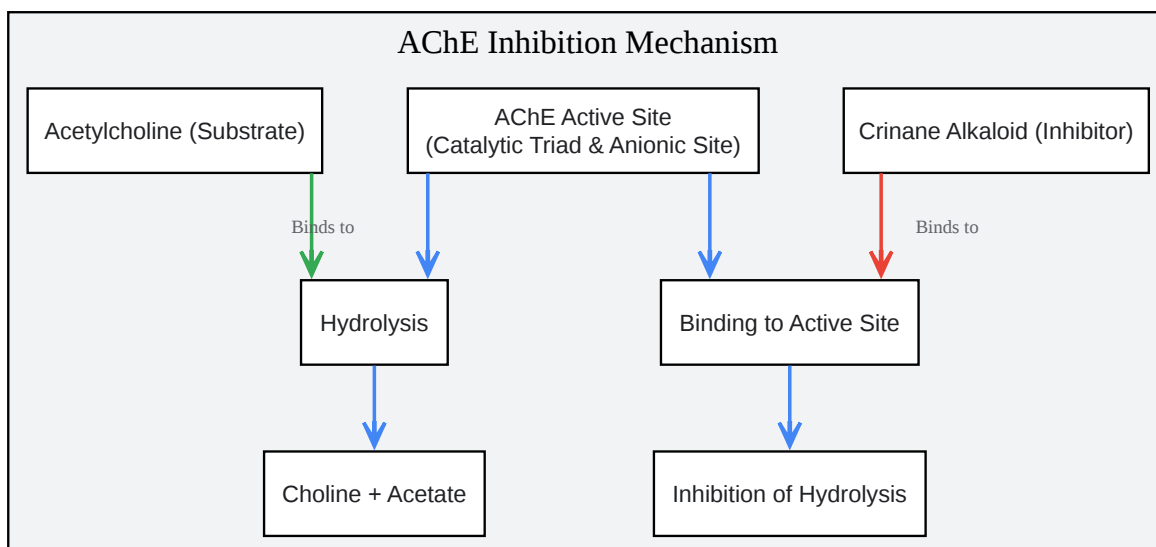 AChE Inhibition Mechanism
Acetylcholine (Substrate)
AChE Active Site
(Catalytic Triad & Anionic Site)
Crinane Alkaloid (Inhibitor)
Binds to
Binds to
Hydrolysis
Binding to Active Site
Choline + Acetate
Inhibition of Hydrolysis